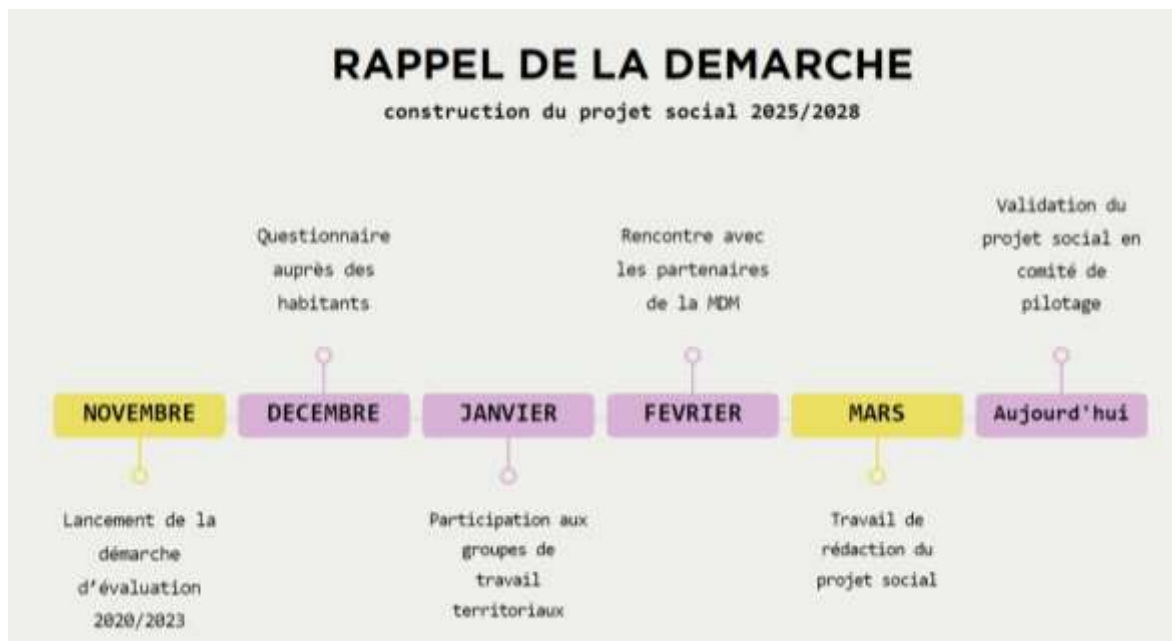 RAPPEL DE LA DEMARCHE
construction du projet social 2025/2028
Questionnaire
auprès des
habitants
Rencontre avec
les partenaires
de la MDM
Validation du
projet social en
comité de
pilotage
NOVEMBRE
DECEMBRE
JANVIER
FEVRIER
MARS
Aujourd'hui
Lancement de la
démarche
d'évaluation
2020/2023
Participation aux
groupes de
travail
territoriaux
Travail de
rédaction du
projet social